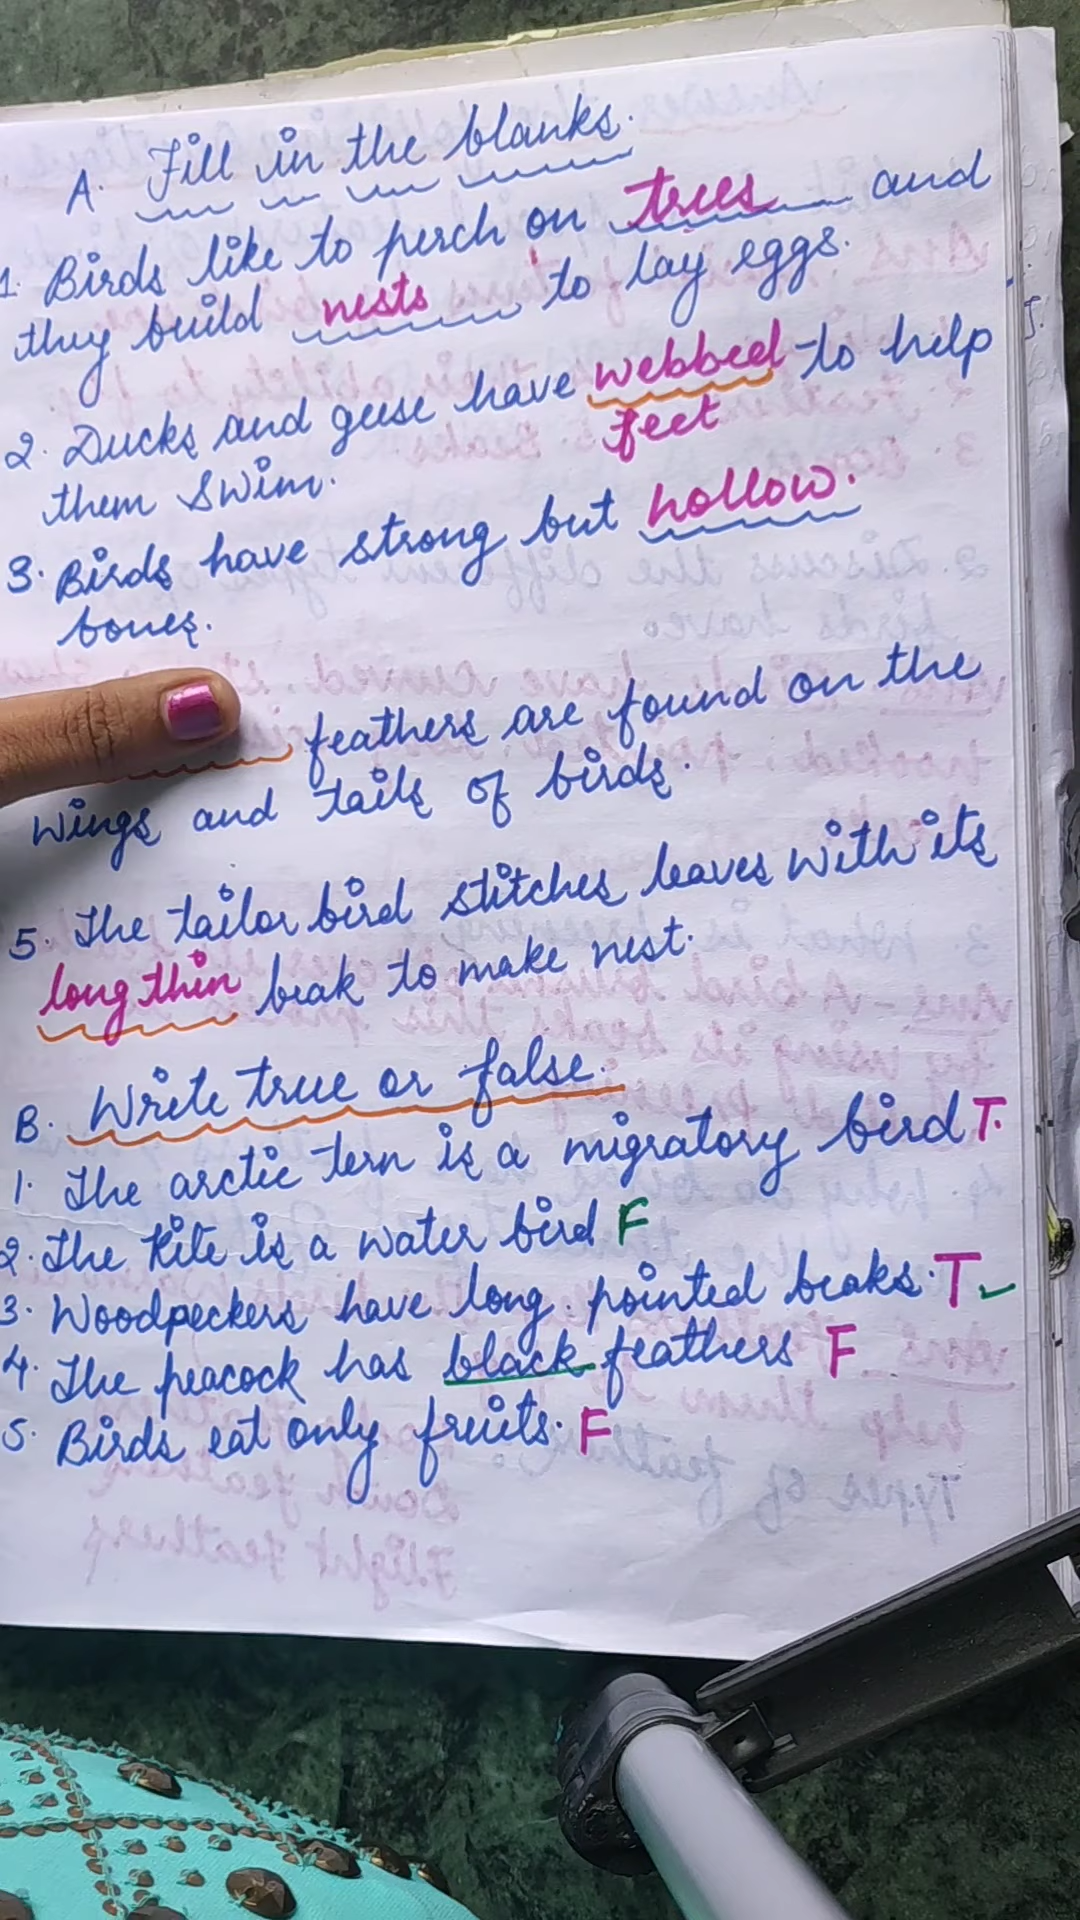 A. Fill in the blanks.
1. Birds like to perch on trees and
they build nests to lay eggs.
2. Ducks and geese have webbed to help
feet
them swim.
3. Birds have strong but hollow.
bones.
feathers are found on the
wings and tails of birds.
5. The tailor bird stitches leaves with its
long thin beak to make nest.
B. Write true or false.
1. The arctic tern is a migratory bird T.
2. The Kite is a water bird F
3. Woodpeckers have long. pointed beaks. T
4. The peacock has black feathers F
5. Birds eat only fruits. F